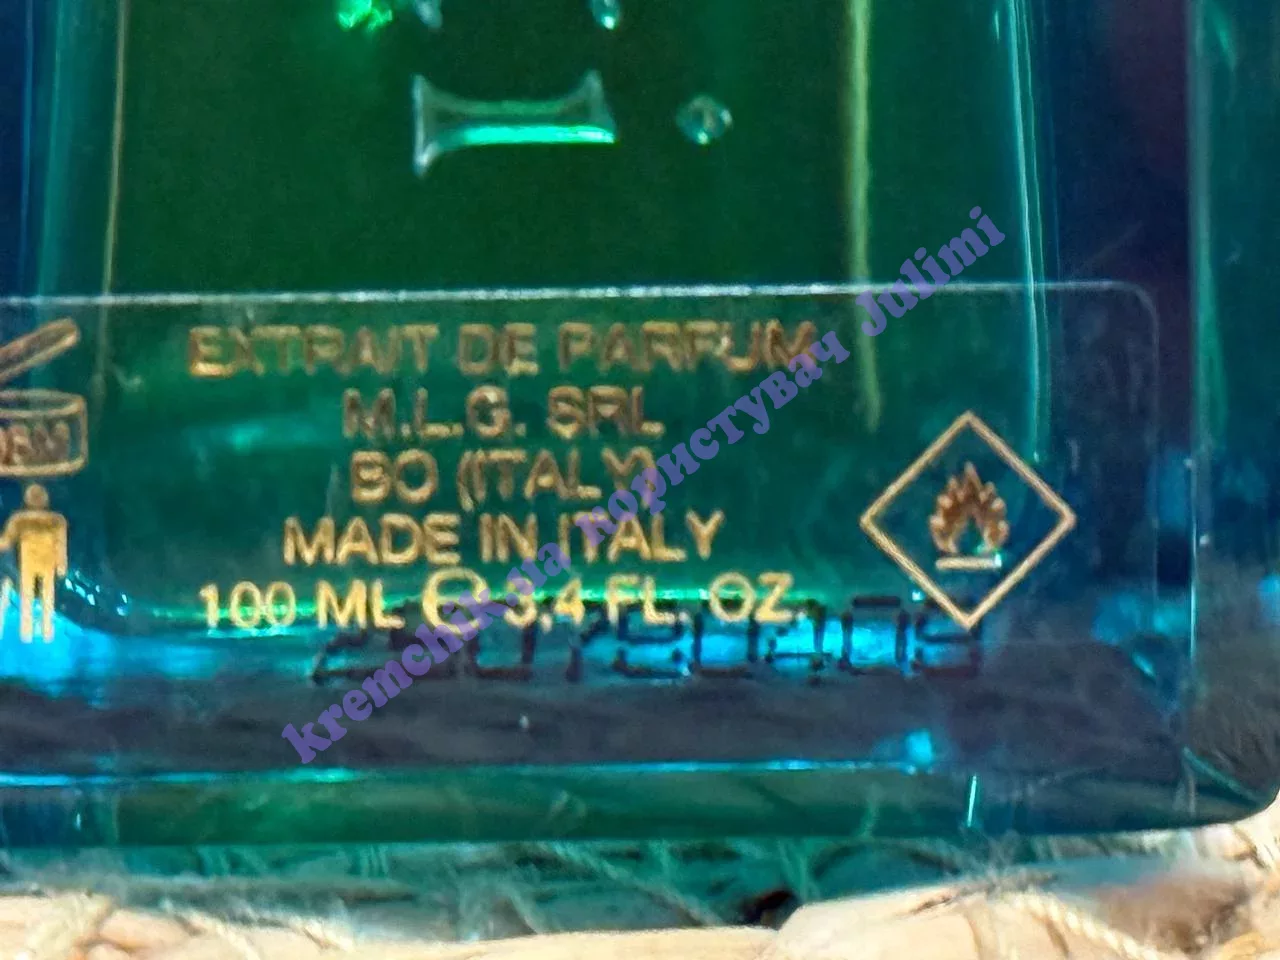 EXTRAIT DE PARFUM
M.L.G. SRL
BO (ITALY)
MADE IN ITALY
100 ML ℮ 3,4 FL. OZ.
kremchik.ua користувач Julimi